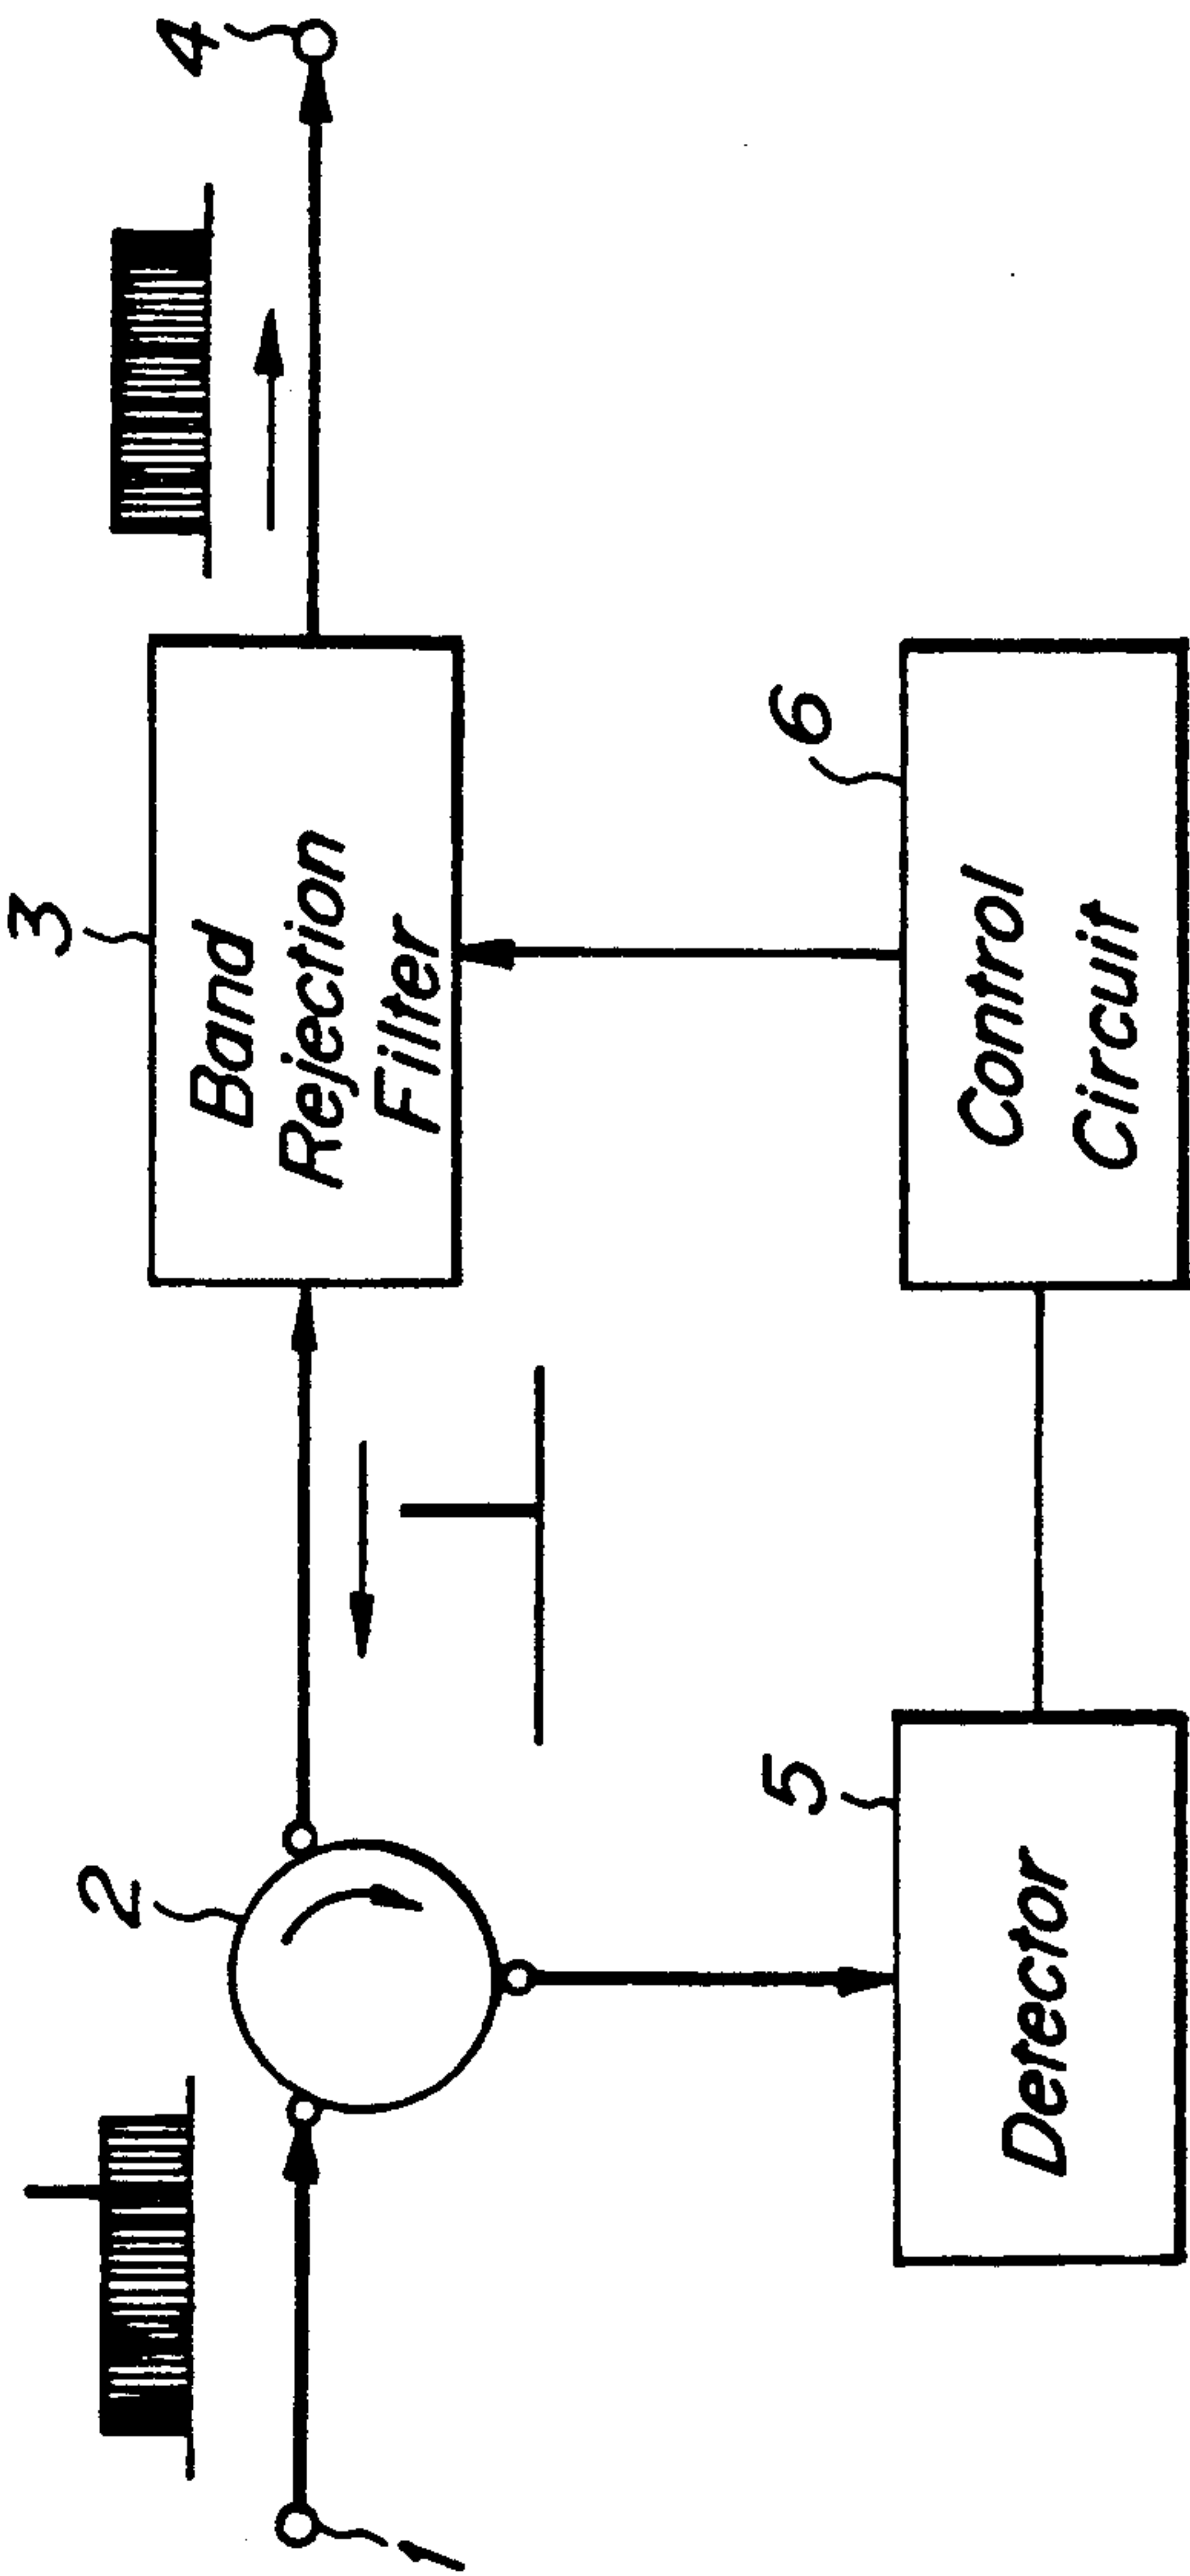 1
2
3
Band
Rejection
Filter
4
5
Detector
6
Control
Circuit